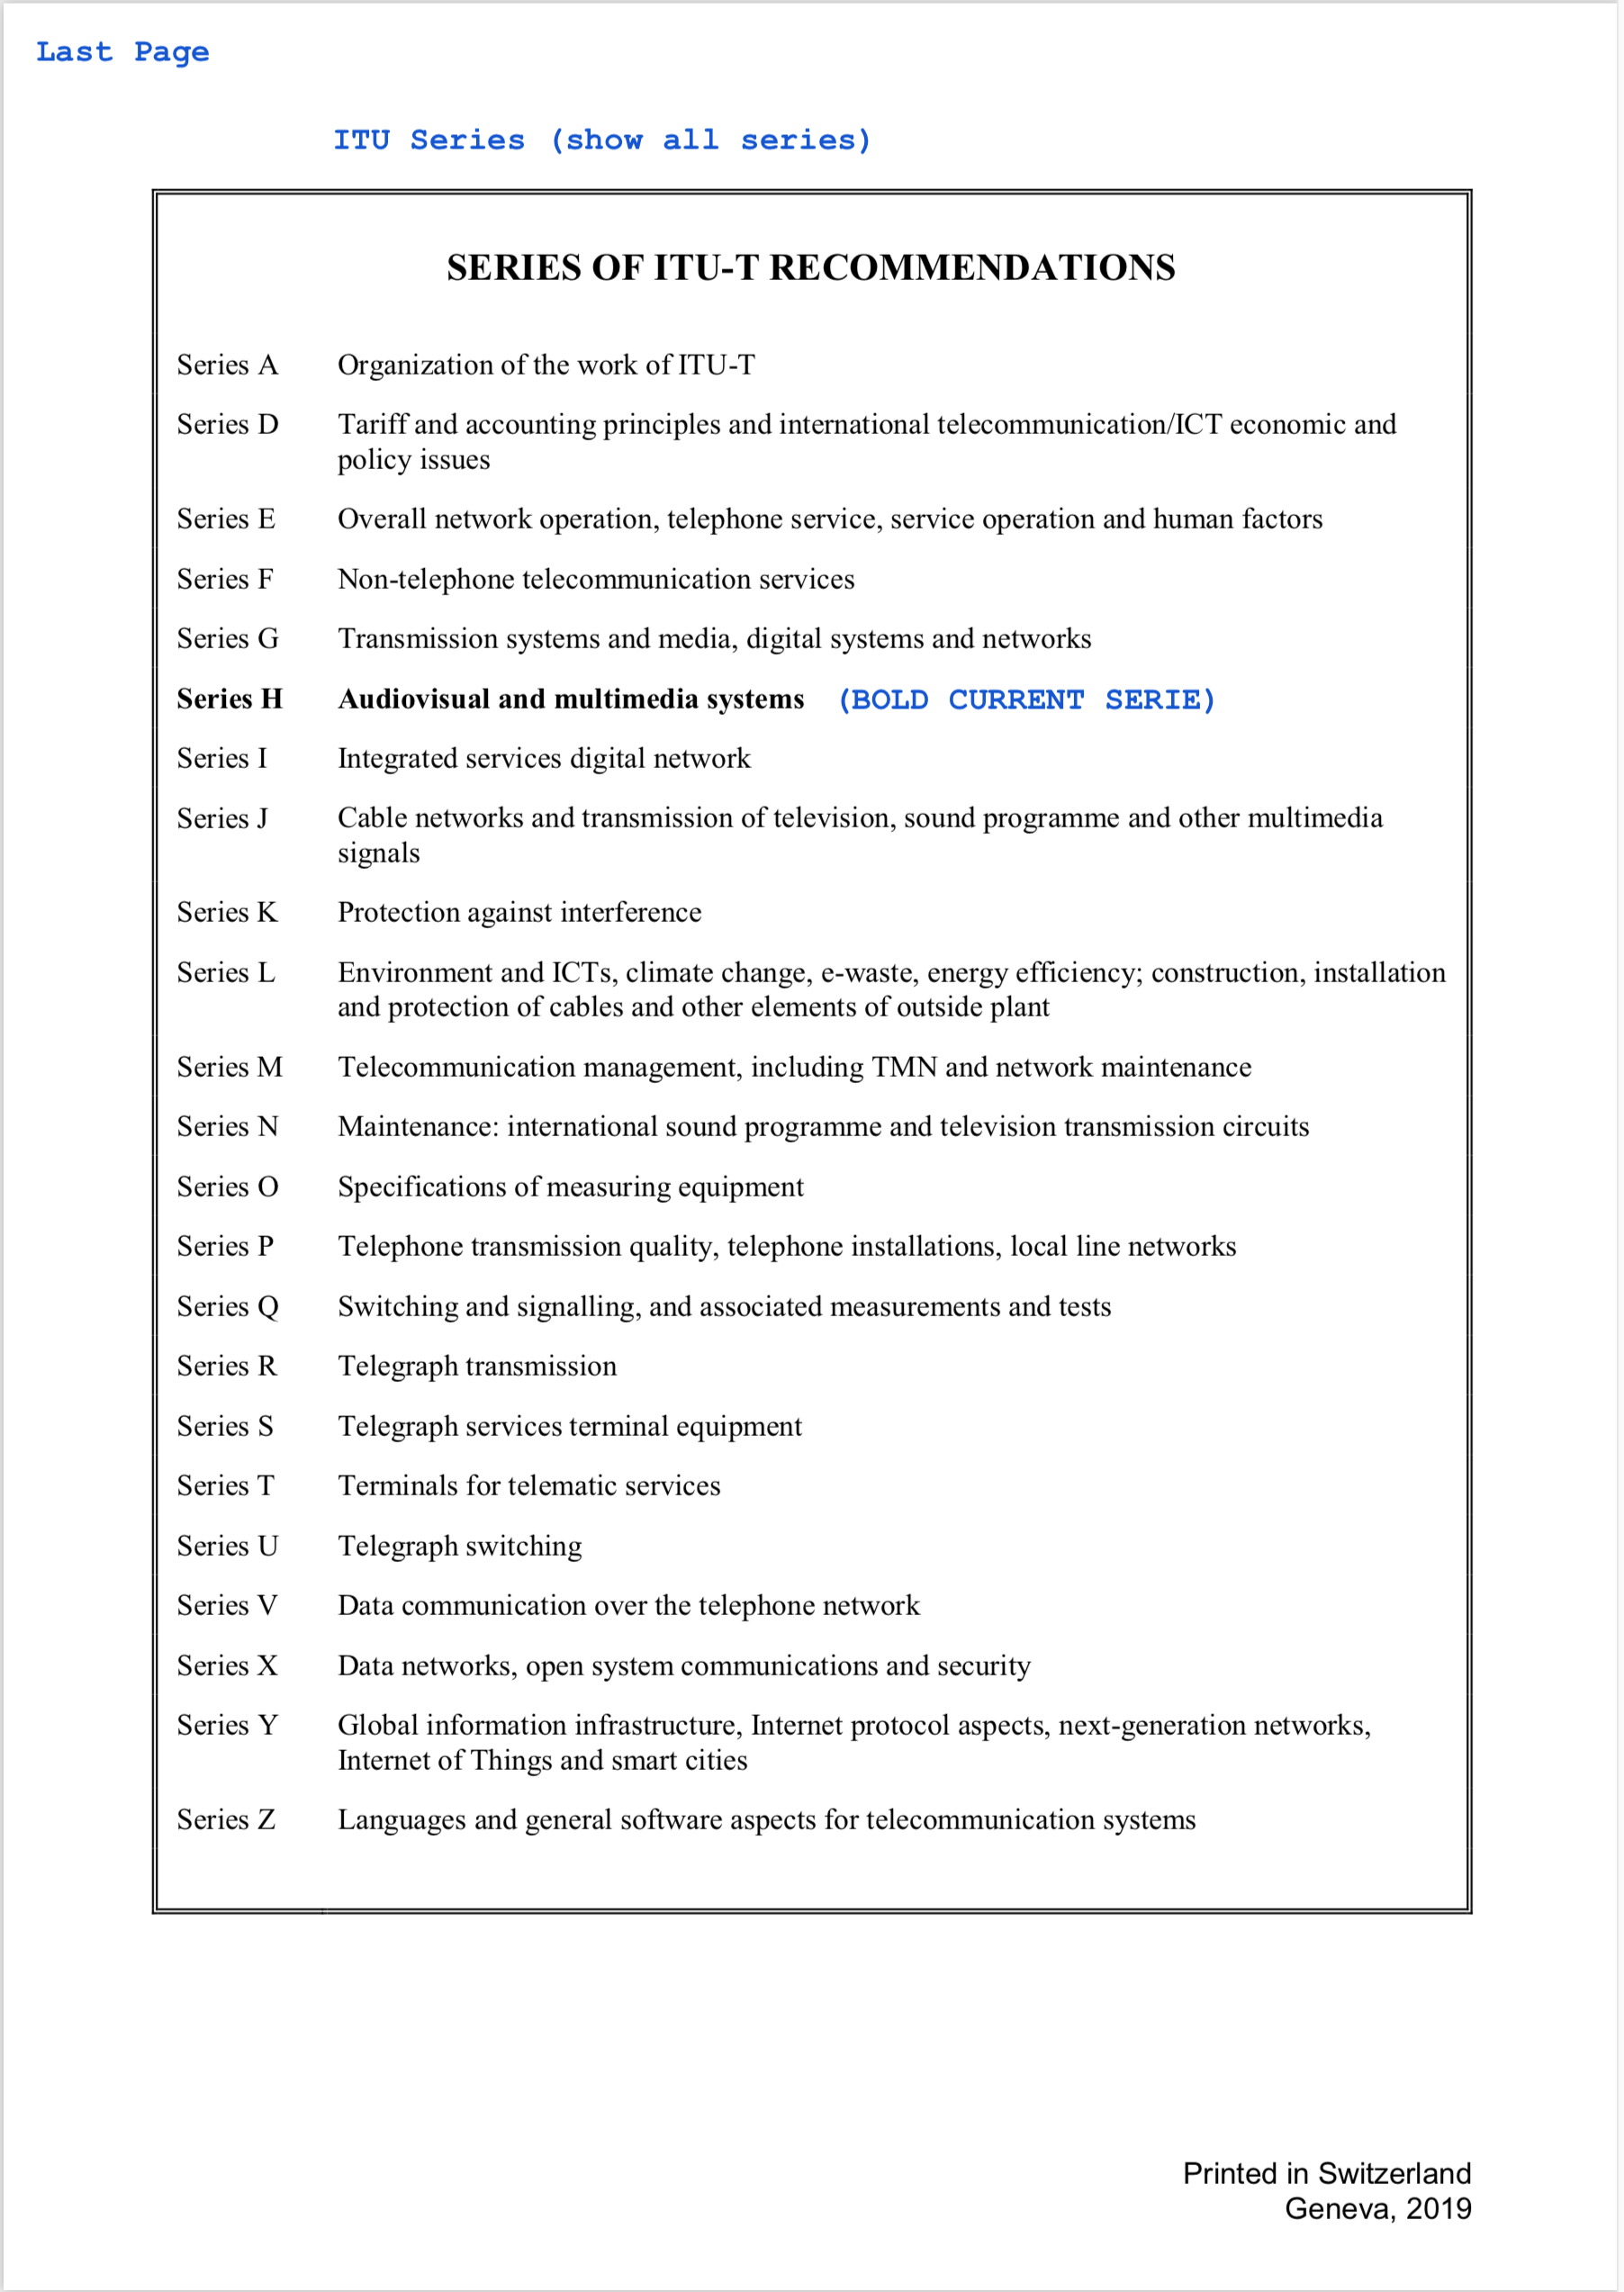 Last Page
ITU Series (show all series)
SERIES OF ITU-T RECOMMENDATIONS
Series A Organization of the work of ITU-T
Series D Tariff and accounting principles and international telecommunication/ICT economic and
policy issues
Series E Overall network operation, telephone service, service operation and human factors
Series F Non-telephone telecommunication services
Series G Transmission systems and media, digital systems and networks
Series H Audiovisual and multimedia systems (BOLD CURRENT SERIE)
Series I Integrated services digital network
Series J Cable networks and transmission of television, sound programme and other multimedia
signals
Series K Protection against interference
Series L Environment and ICTs, climate change, e-waste, energy efficiency; construction, installation
and protection of cables and other elements of outside plant
Series M Telecommunication management, including TMN and network maintenance
Series N Maintenance: international sound programme and television transmission circuits
Series O Specifications of measuring equipment
Series P Telephone transmission quality, telephone installations, local line networks
Series Q Switching and signalling, and associated measurements and tests
Series R Telegraph transmission
Series S Telegraph services terminal equipment
Series T Terminals for telematic services
Series U Telegraph switching
Series V Data communication over the telephone network
Series X Data networks, open system communications and security
Series Y Global information infrastructure, Internet protocol aspects, next-generation networks,
Internet of Things and smart cities
Series Z Languages and general software aspects for telecommunication systems
Printed in Switzerland
Geneva, 2019